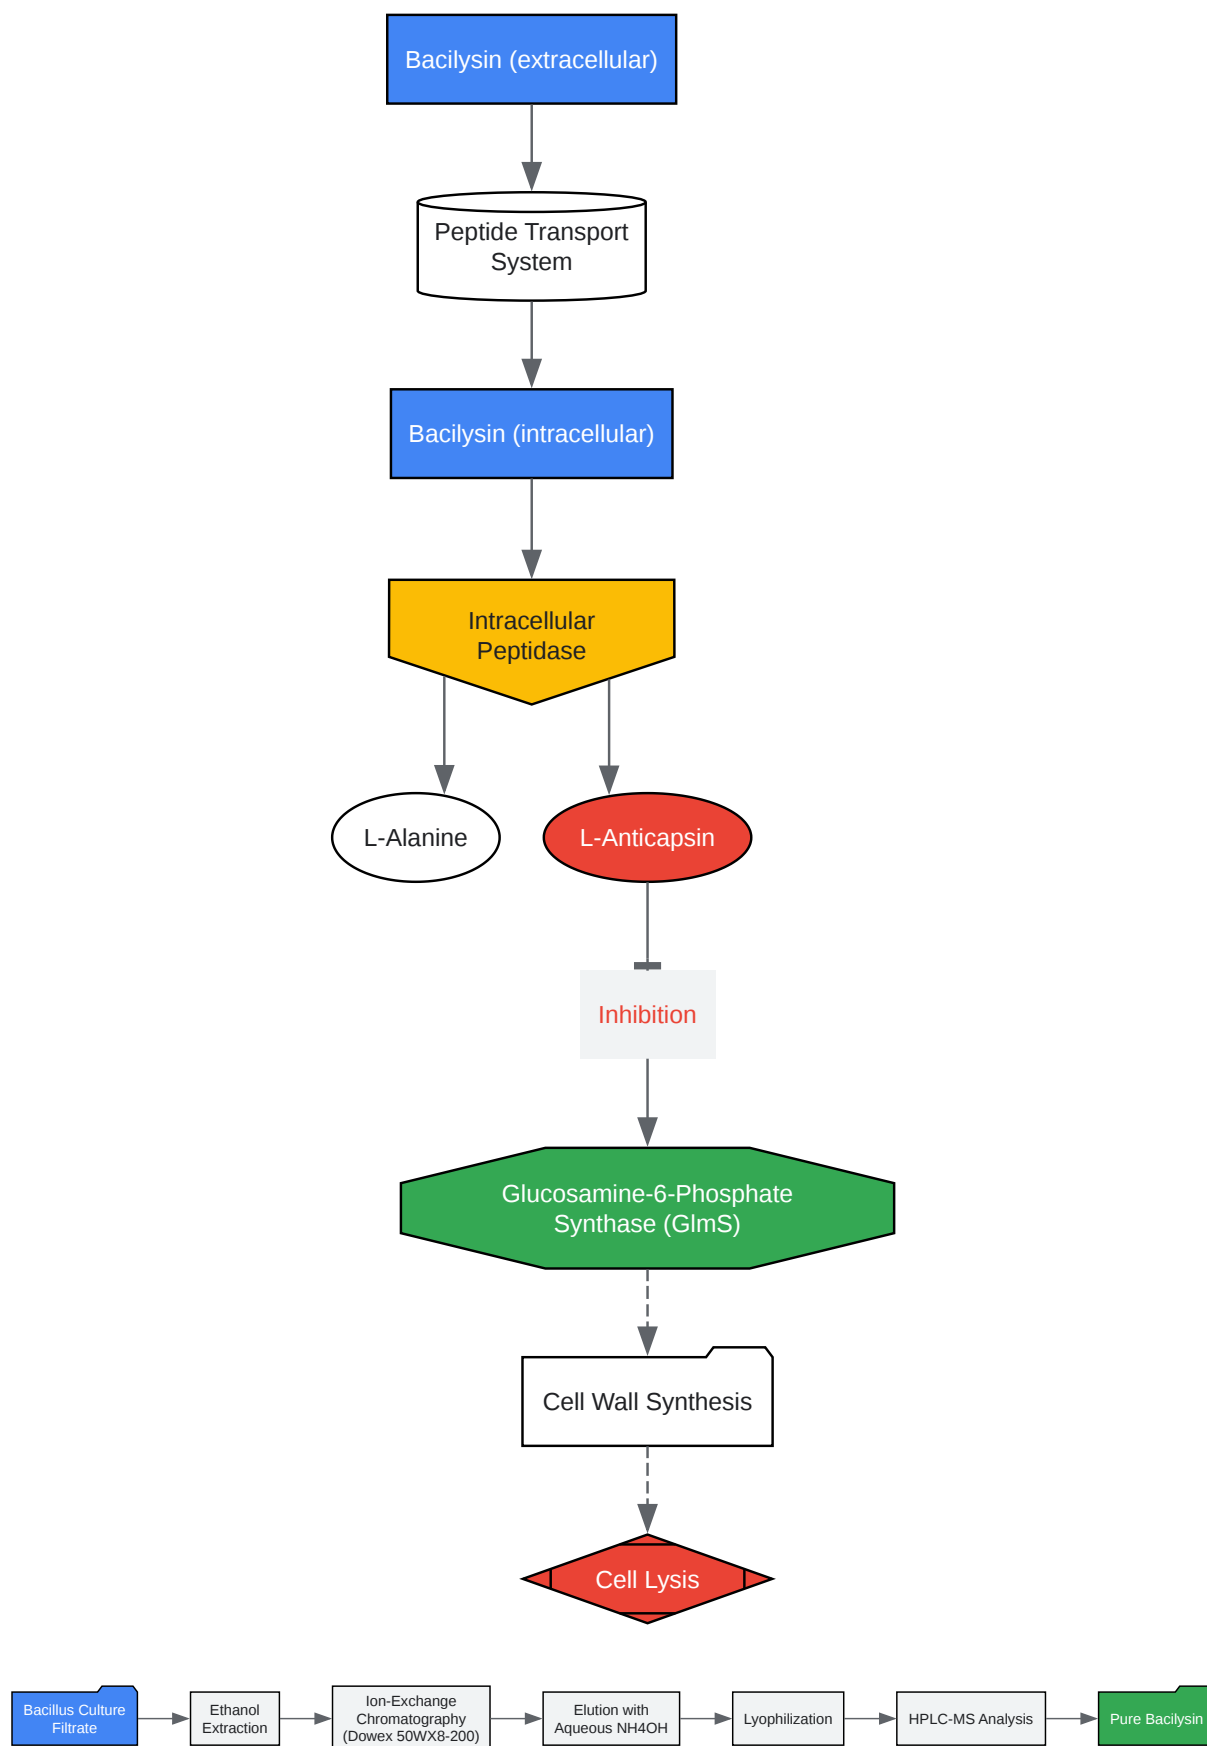 Bacilysin (extracellular)
Peptide Transport
System
Bacilysin (intracellular)
Intracellular
Peptidase
L-Alanine
L-Anticapsin
Inhibition
Glucosamine-6-Phosphate
Synthase (GlmS)
Cell Wall Synthesis
Cell Lysis
Bacillus Culture
Filtrate
Ethanol
Extraction
Ion-Exchange
Chromatography
(Dowex 50WX8-200)
Elution with
Aqueous NH4OH
Lyophilization
HPLC-MS Analysis
Pure Bacilysin